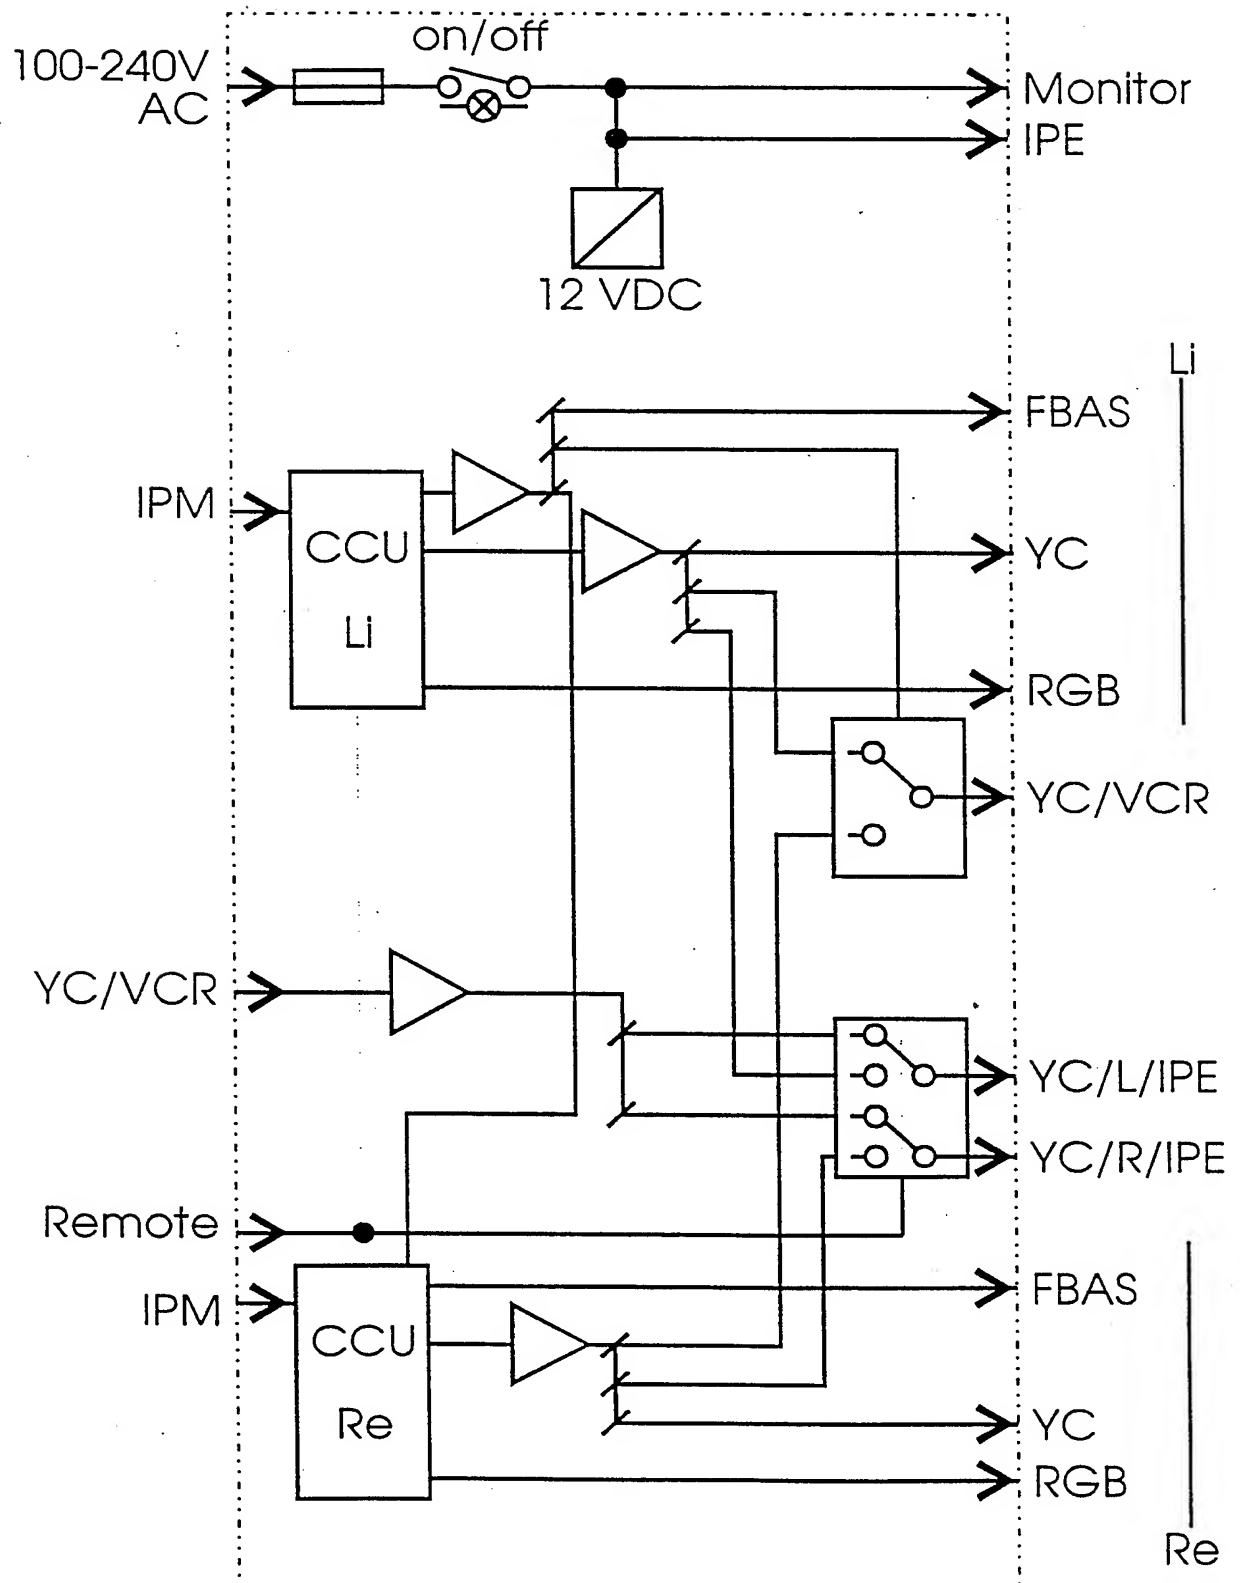 on/off
100-240V
AC
Monitor
IPE
12 VDC
Li
FBAS
IPM
CCU
Li
YC
RGB
YC/VCR
YC/VCR
YC/L/IPE
YC/R/IPE
Remote
FBAS
IPM
CCU
Re
YC
RGB
Re